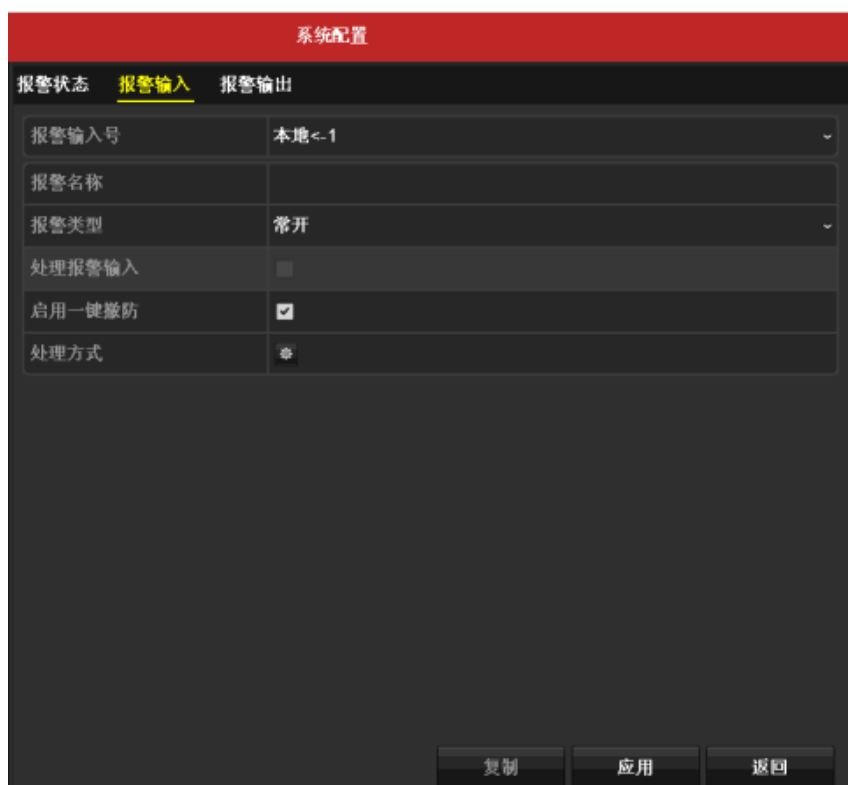 系统配置
报警状态 报警输入 报警输出
报警输入号 本地<-1
报警名称
报警类型 常开
处理报警输入
启用一键撤防
处理方式
复制 应用 返回